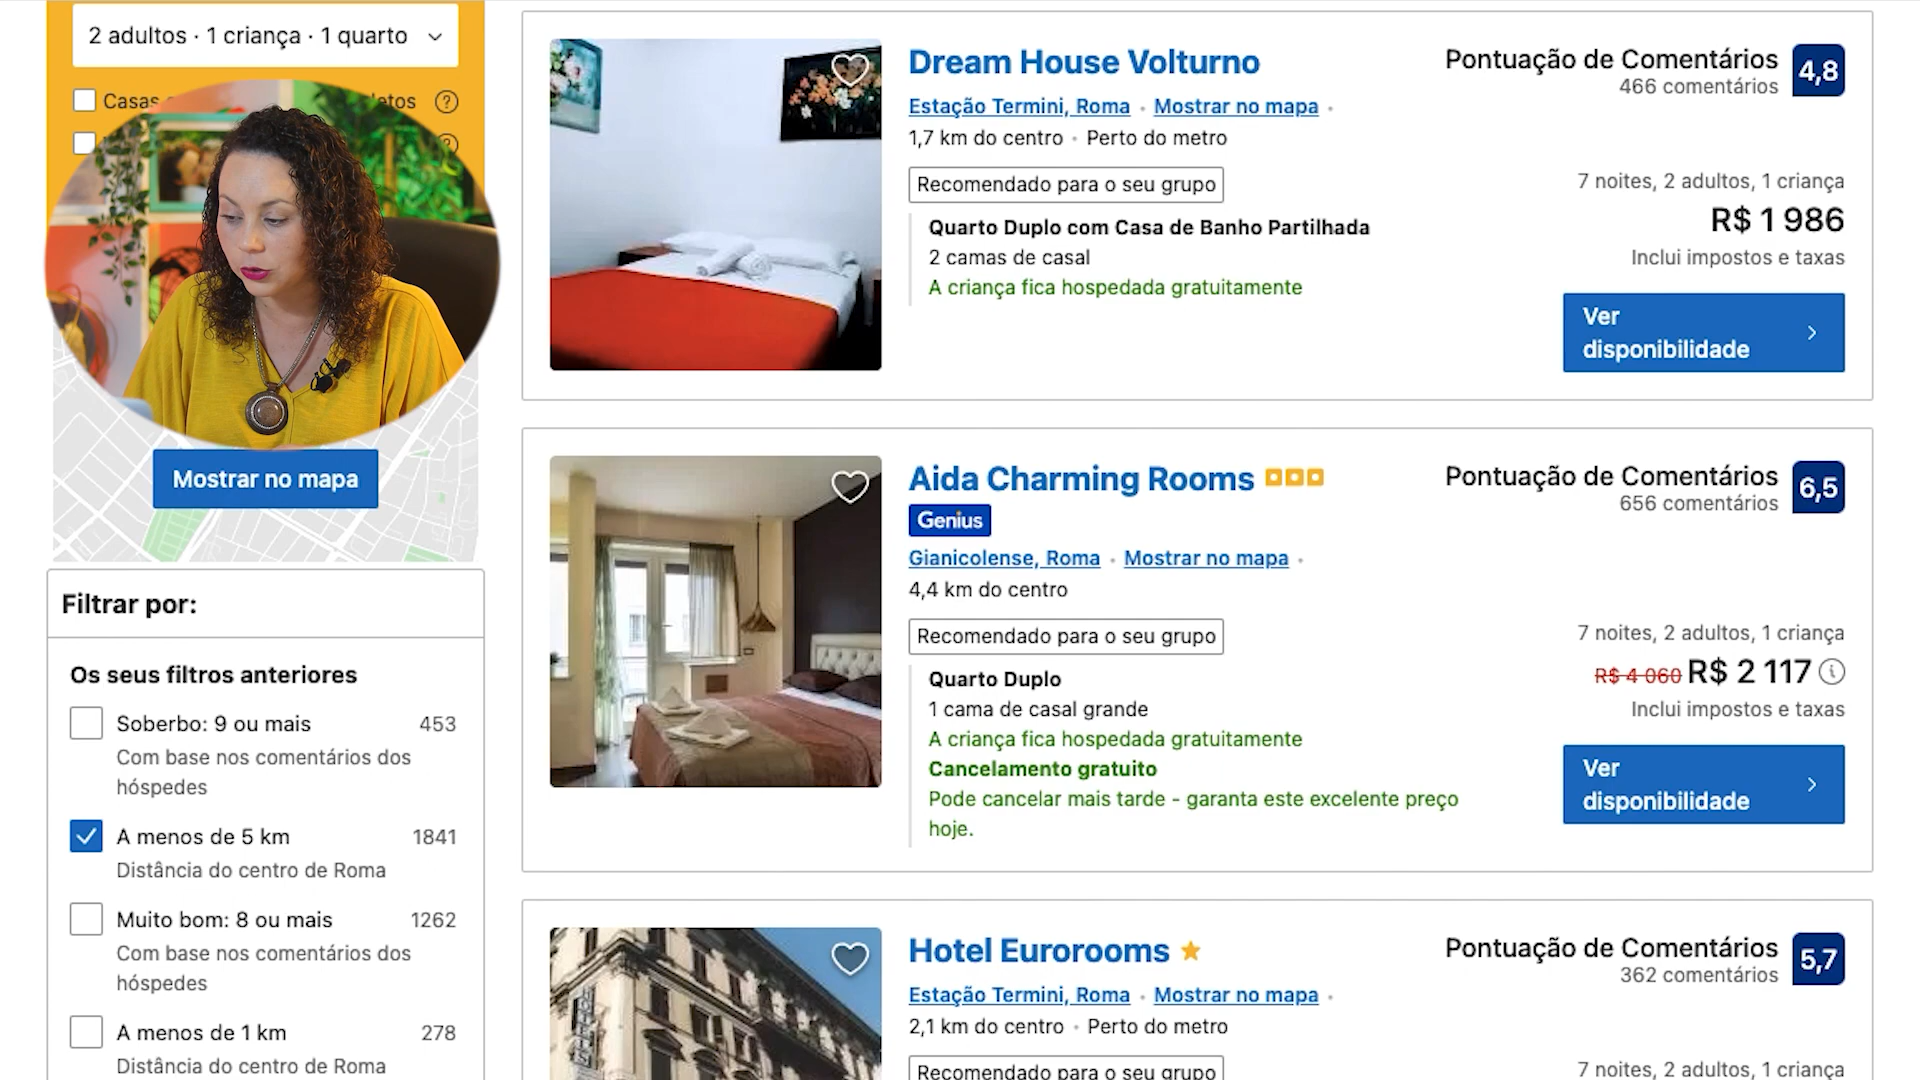 2 adultos · 1 criança · 1 quarto
Casas
Mostrar no mapa
Filtrar por:
Os seus filtros anteriores
Soberbo: 9 ou mais 453
Com base nos comentários dos
hóspedes
A menos de 5 km 1841
Distância do centro de Roma
Muito bom: 8 ou mais 1262
Com base nos comentários dos
hóspedes
A menos de 1 km 278
Distância do centro de Roma
Dream House Volturno
Estação Termini, Roma · Mostrar no mapa ·
1,7 km do centro · Perto do metro
Recomendado para o seu grupo
Quarto Duplo com Casa de Banho Partilhada
2 camas de casal
A criança fica hospedada gratuitamente
Pontuação de Comentários 4,8
466 comentários
7 noites, 2 adultos, 1 criança
R$ 1 986
Inclui impostos e taxas
Ver
disponibilidade
Aida Charming Rooms
Genius
Gianicolense, Roma · Mostrar no mapa ·
4,4 km do centro
Recomendado para o seu grupo
Quarto Duplo
1 cama de casal grande
A criança fica hospedada gratuitamente
Cancelamento gratuito
Pode cancelar mais tarde - garanta este excelente preço
hoje.
Pontuação de Comentários 6,5
656 comentários
7 noites, 2 adultos, 1 criança
R$ 4 060 R$ 2 117
Inclui impostos e taxas
Ver
disponibilidade
Hotel Eurorooms
Estação Termini, Roma · Mostrar no mapa ·
2,1 km do centro · Perto do metro
Recomendado para o seu grupo
Pontuação de Comentários 5,7
362 comentários
7 noites, 2 adultos, 1 criança